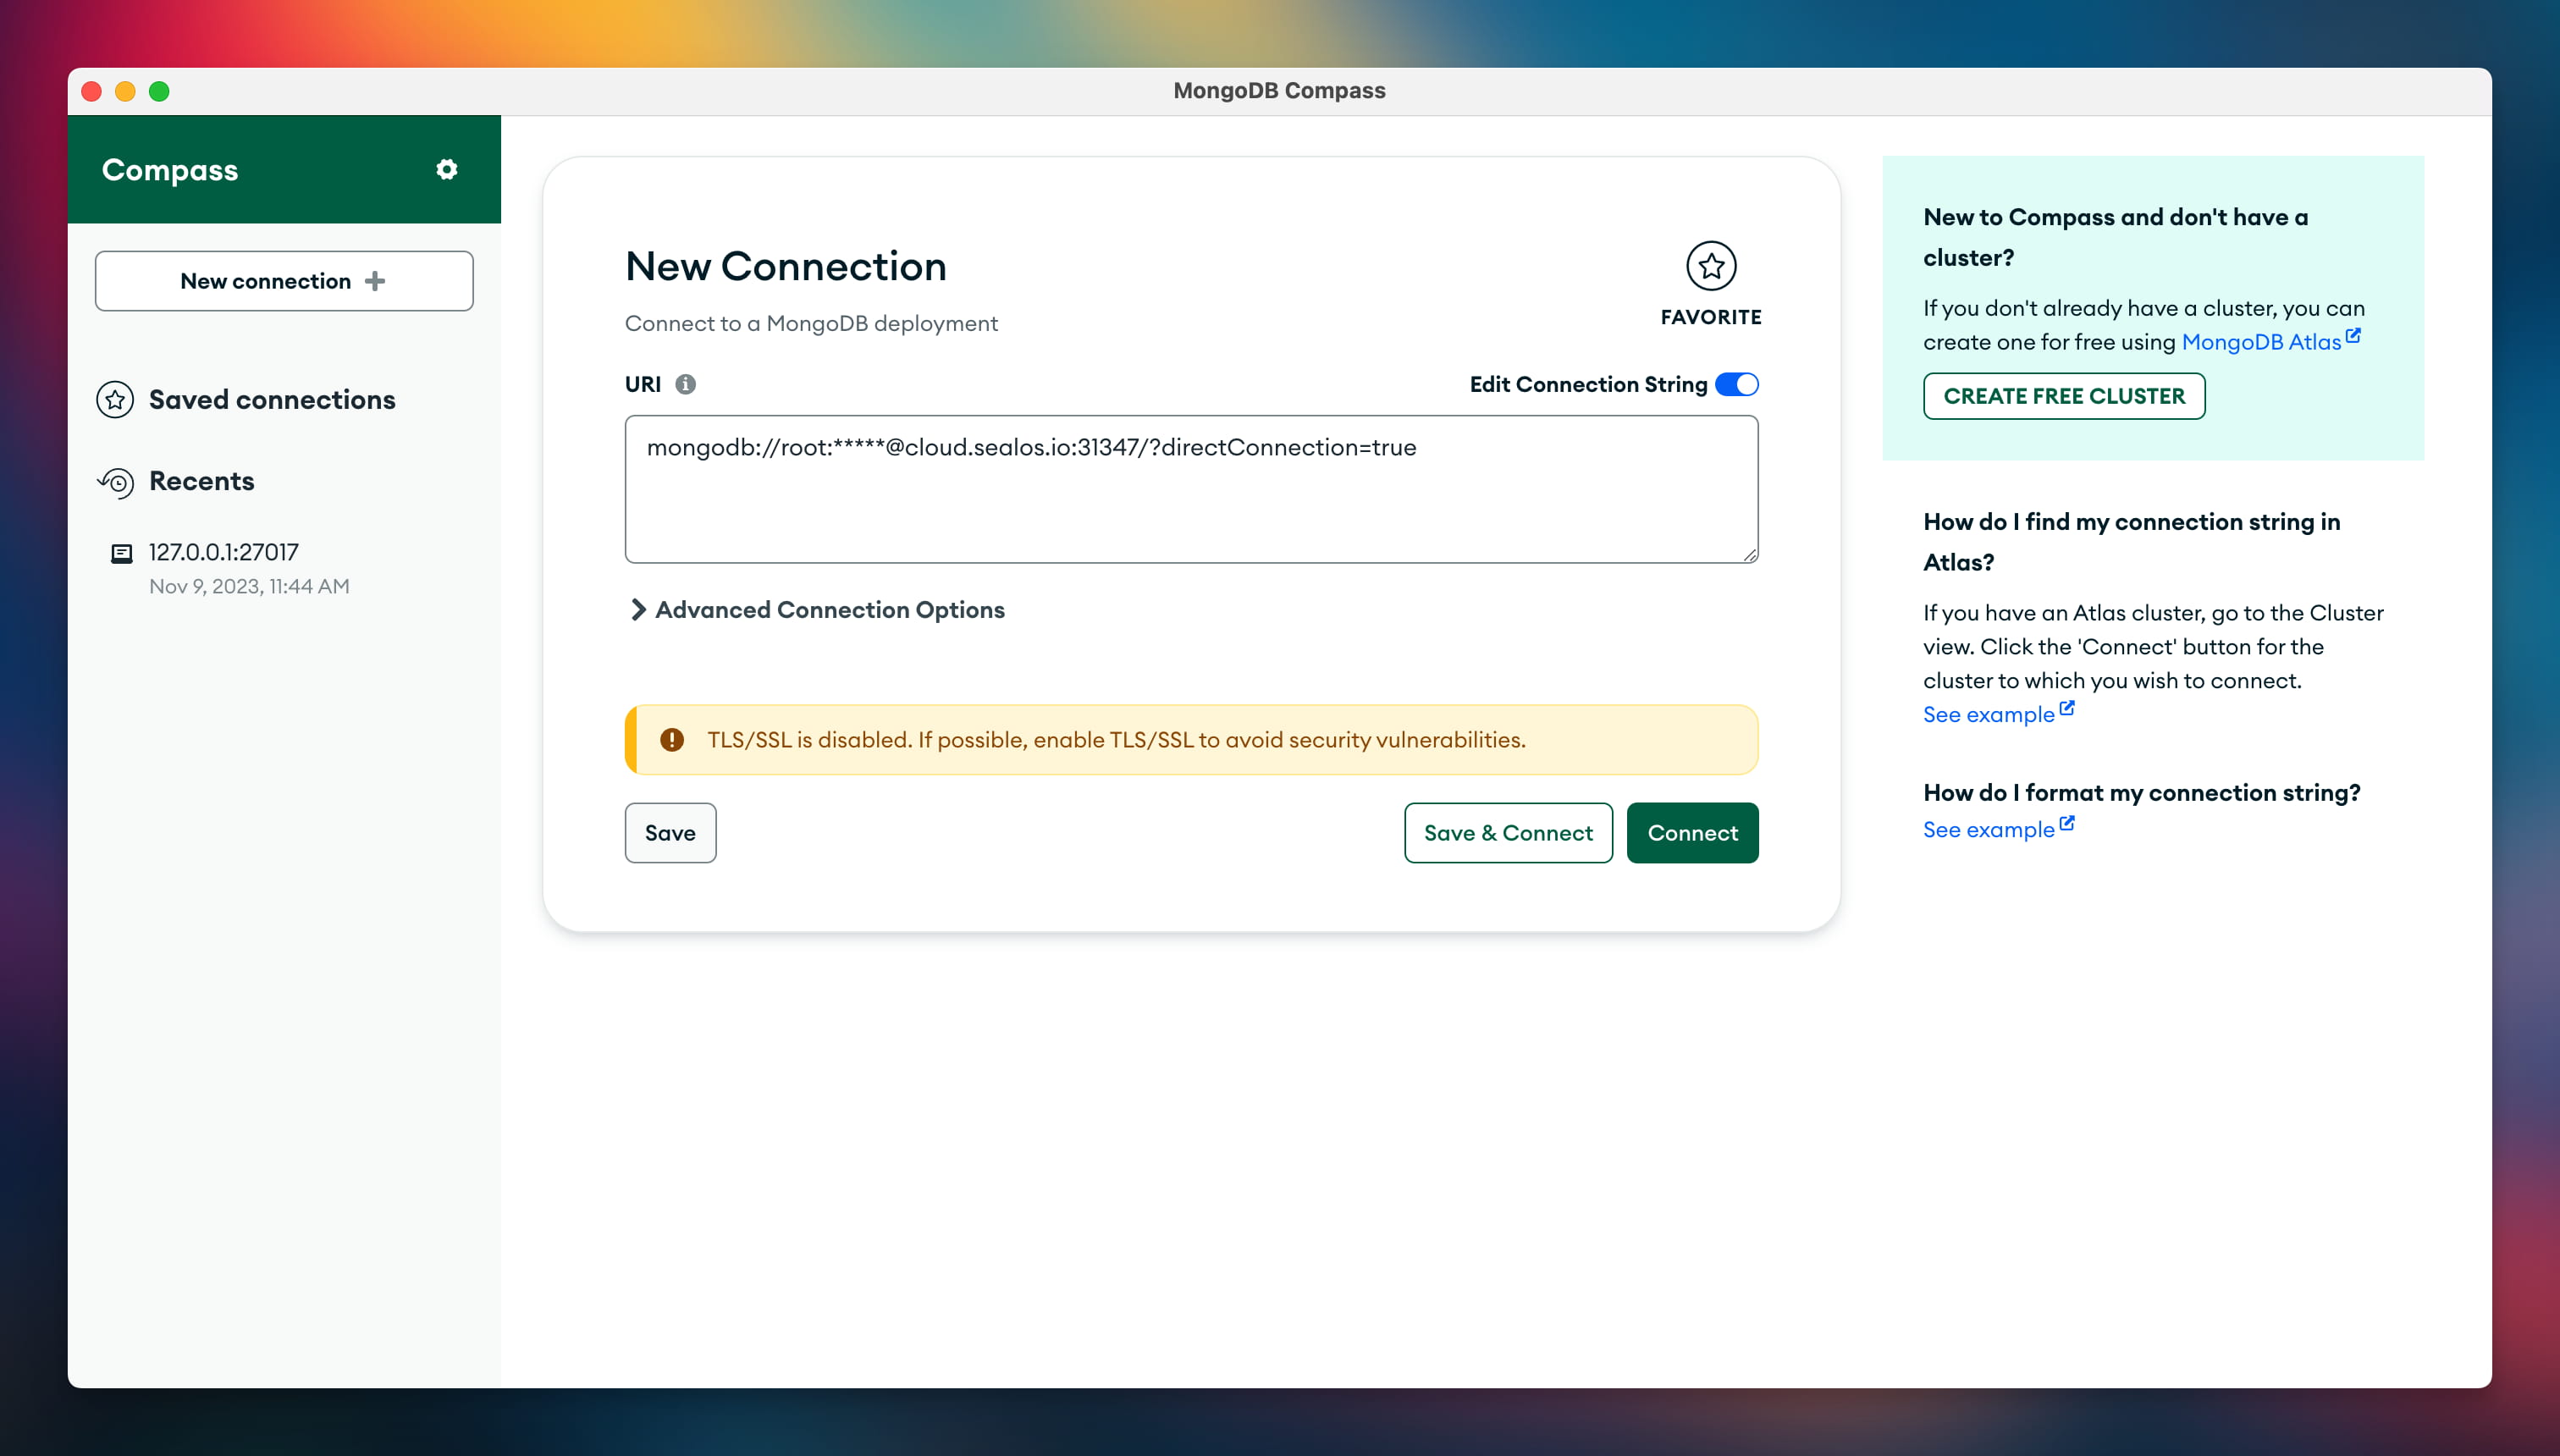 MongoDB Compass
Compass
New connection
Saved connections
Recents
127.0.0.1:27017
Nov 9, 2023, 11:44 AM
New Connection
Connect to a MongoDB deployment
FAVORITE
URI
Edit Connection String
mongodb://root:*****@cloud.sealos.io:31347/?directConnection=true
Advanced Connection Options
TLS/SSL is disabled. If possible, enable TLS/SSL to avoid security vulnerabilities.
Save
Save & Connect
Connect
New to Compass and don't have a
cluster?
If you don't already have a cluster, you can
create one for free using MongoDB Atlas
CREATE FREE CLUSTER
How do I find my connection string in
Atlas?
If you have an Atlas cluster, go to the Cluster
view. Click the 'Connect' button for the
cluster to which you wish to connect.
See example
How do I format my connection string?
See example